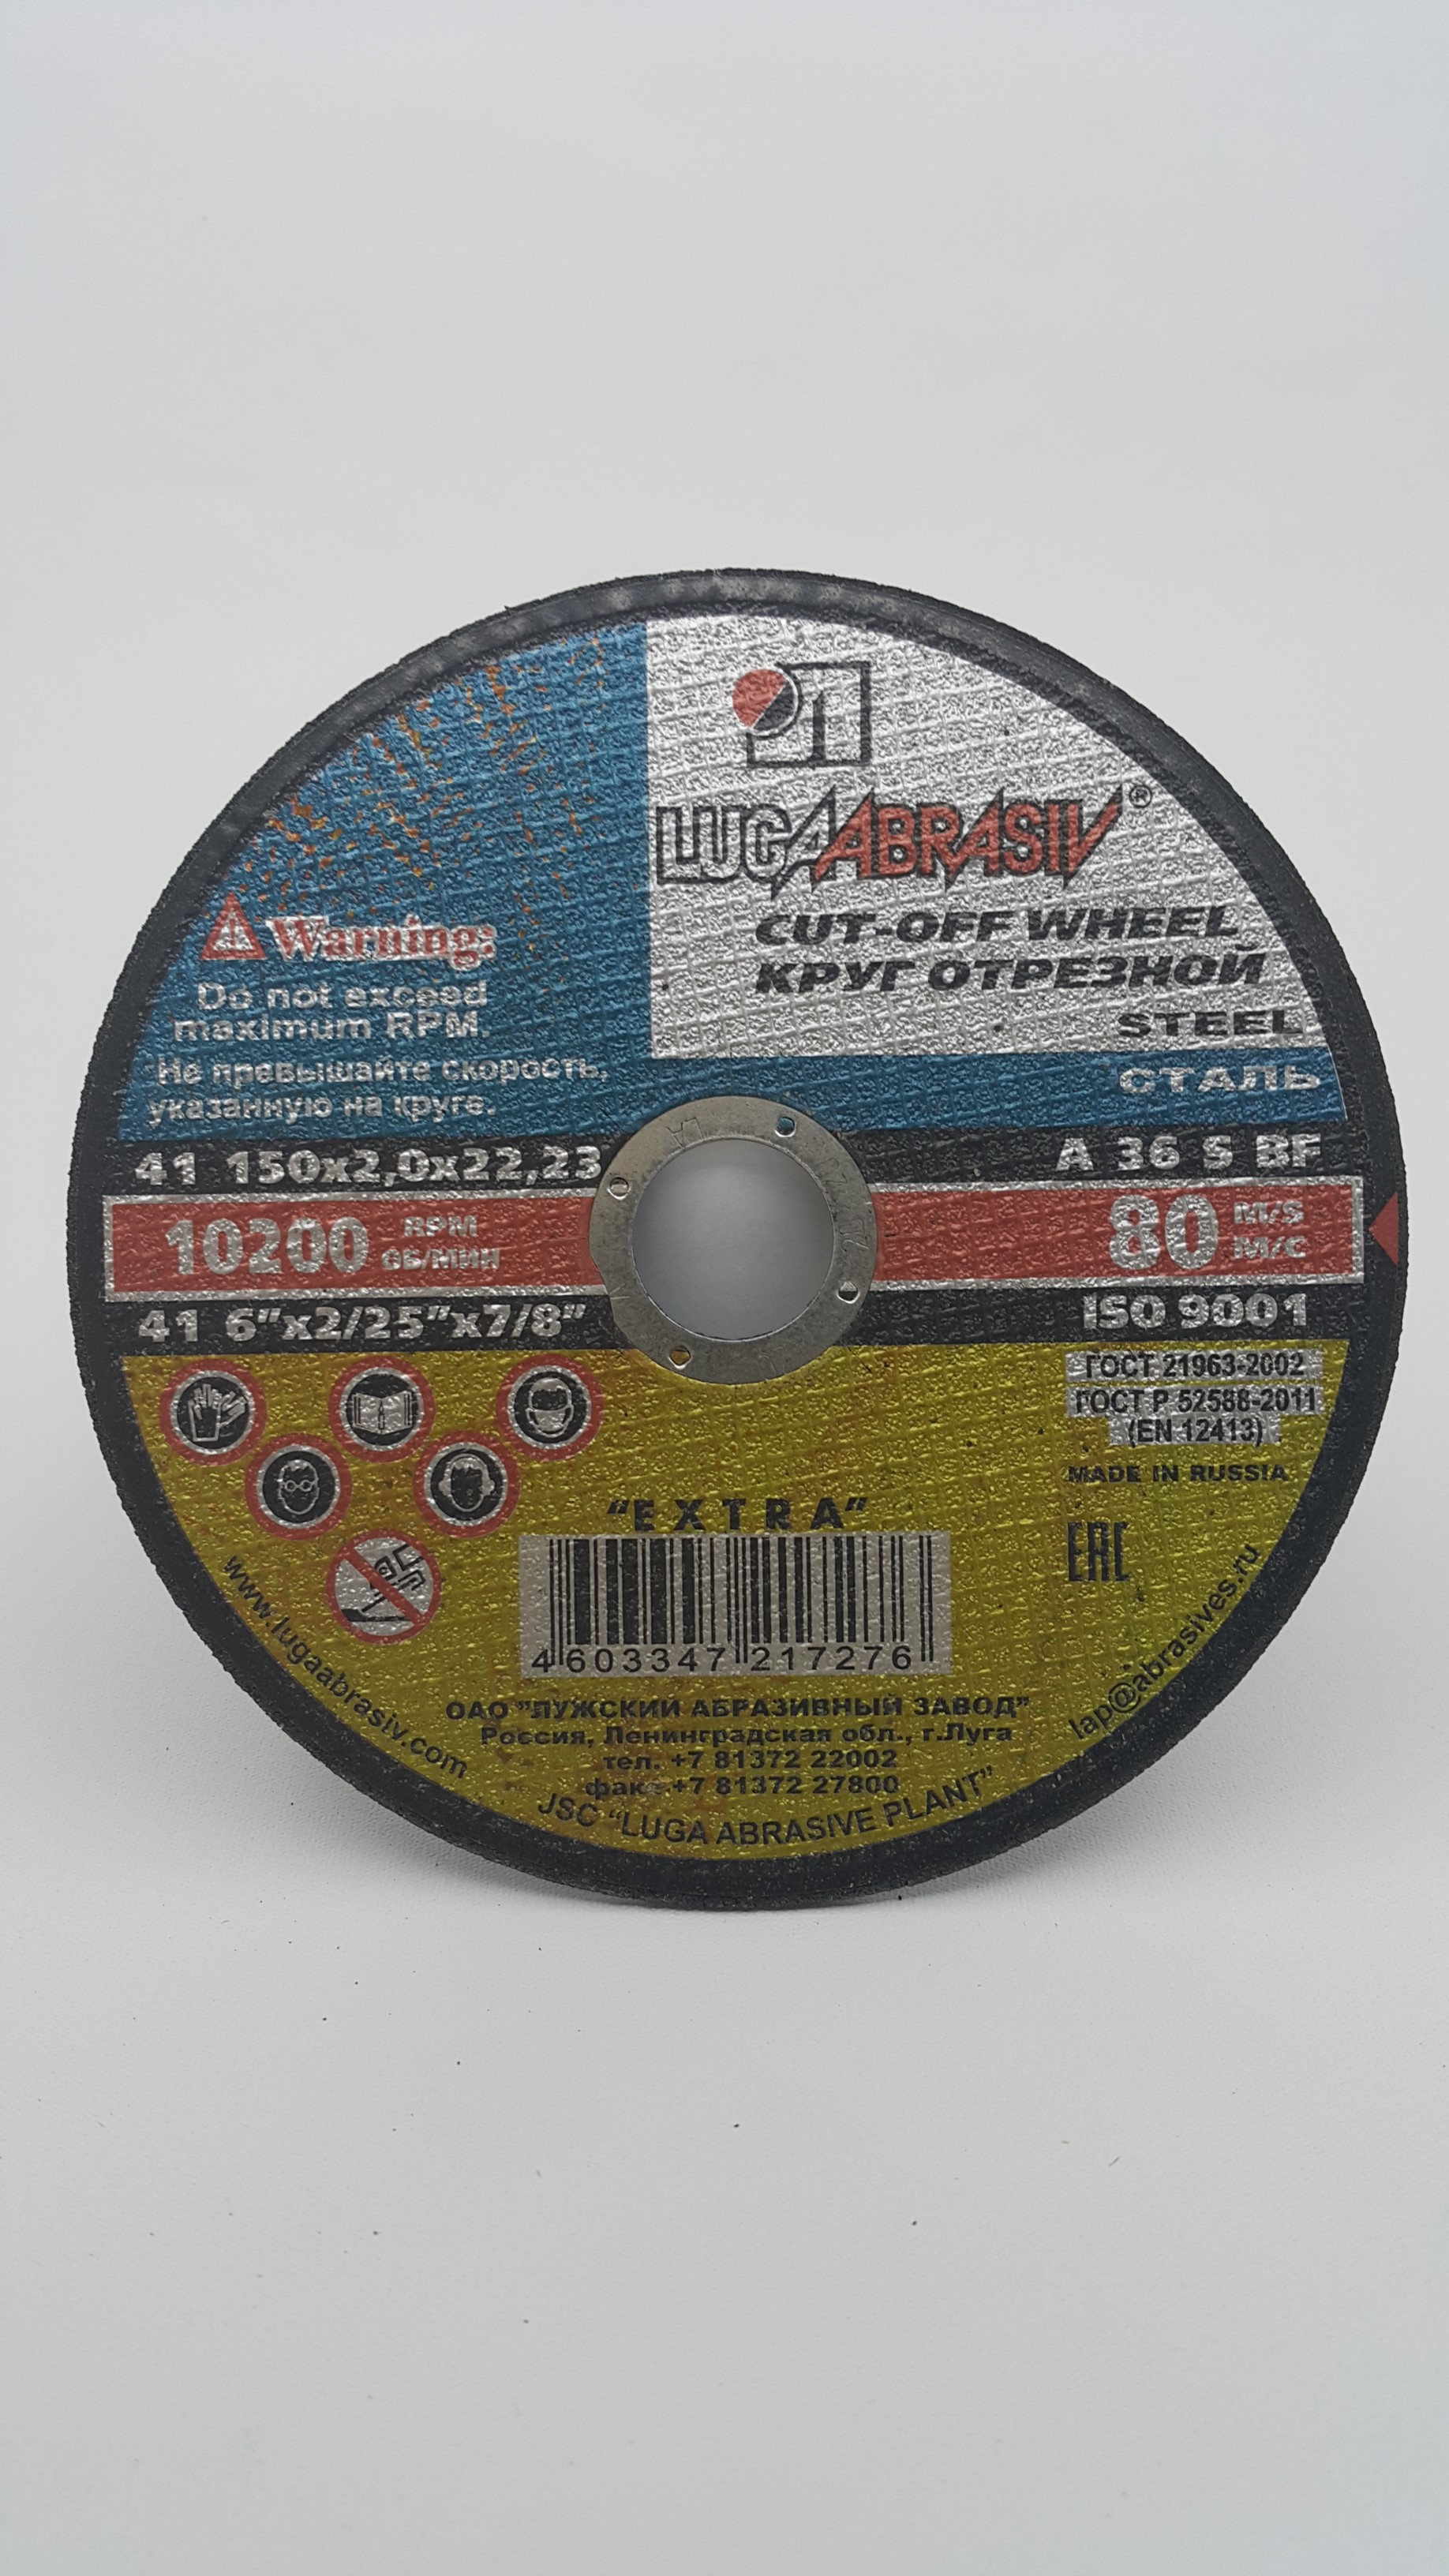 LUGAABRASIV®
CUT-OFF WHEEL
КРУГ ОТРЕЗНОЙ
STEEL
СТАЛЬ
Warning:
Do not exceed
maximum RPM.
Не превышайте скорость,
указанную на круге.
41 150x2,0x22,23
A 36 S BF
10200 RPM
ОБ/МИН
80 M/S
М/С
41 6"x2/25"x7/8"
ISO 9001
ГОСТ 21963-2002
ГОСТ Р 52588-2011
(EN 12413)
MADE IN RUSSIA
EAC
"EXTRA"
4 603347 217276
ОАО "ЛУЖСКИЙ АБРАЗИВНЫЙ ЗАВОД"
Россия, Ленинградская обл., г.Луга
тел. +7 81372 22002
факс +7 81372 27800
JSC "LUGA ABRASIVE PLANT"
www.lugaabrasiv.com
lap@abrasives.ru
LA